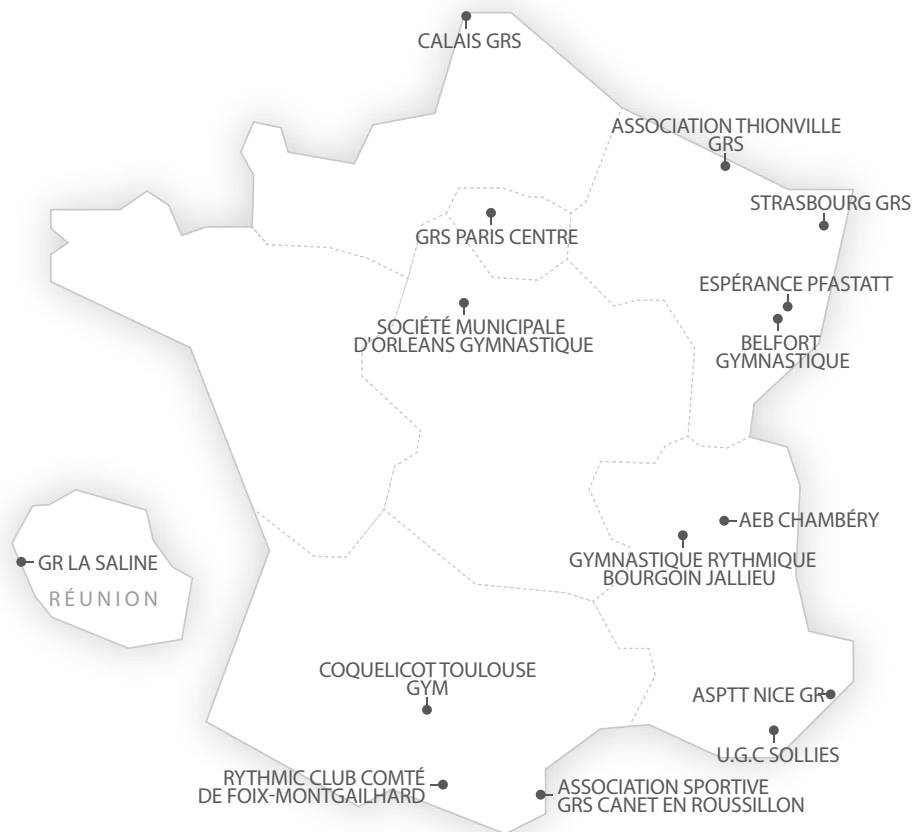 CALAIS GRS
ASSOCIATION THIONVILLE
GRS
STRASBOURG GRS
GRS PARIS CENTRE
ESPÉRANCE PFASTATT
SOCIÉTÉ MUNICIPALE
D'ORLEANS GYMNASTIQUE
BELFORT
GYMNASTIQUE
AEB CHAMBÉRY
GYMNASTIQUE RYTHMIQUE
BOURGOIN JALLIEU
GR LA SALINE
RÉUNION
COQUELICOT TOULOUSE
GYM
ASPTT NICE GR
U.G.C SOLLIES
RYTHMIC CLUB COMTÉ
DE FOIX-MONTGAILHARD
ASSOCIATION SPORTIVE
GRS CANET EN ROUSSILLON